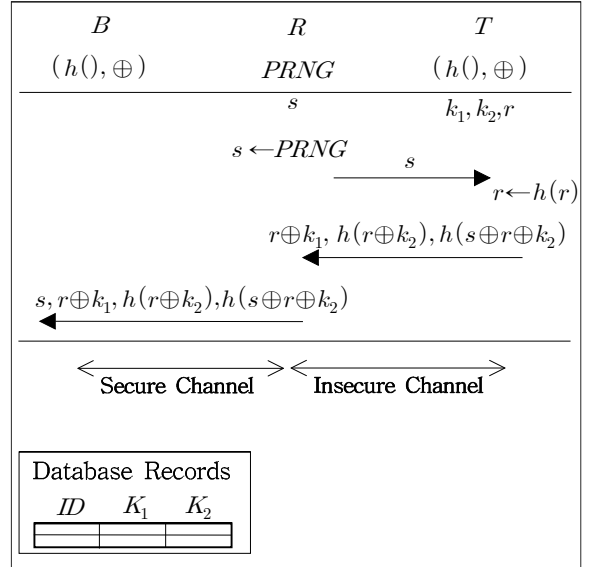 B R T
(h(), ⊕) PRNG (h(), ⊕)
s k₁, k₂, r
s ← PRNG
s
r ← h(r)
r⊕k₁, h(r⊕k₂), h(s⊕r⊕k₂)
s, r⊕k₁, h(r⊕k₂), h(s⊕r⊕k₂)
Secure Channel Insecure Channel
Database Records
ID K₁ K₂